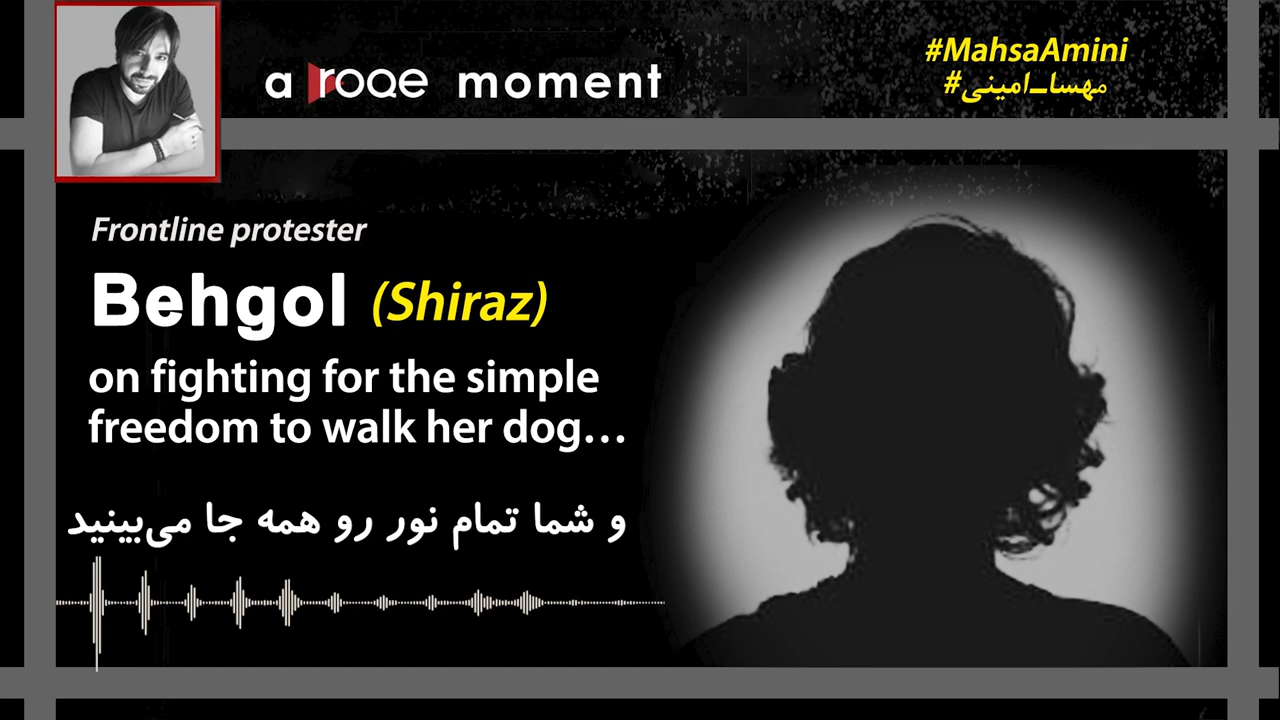 a roqe moment
#MahsaAmini
#مهسا_امینی
Frontline protester
Behgol (Shiraz)
on fighting for the simple
freedom to walk her dog...
و شما تمام نور رو همه جا می‌بینید